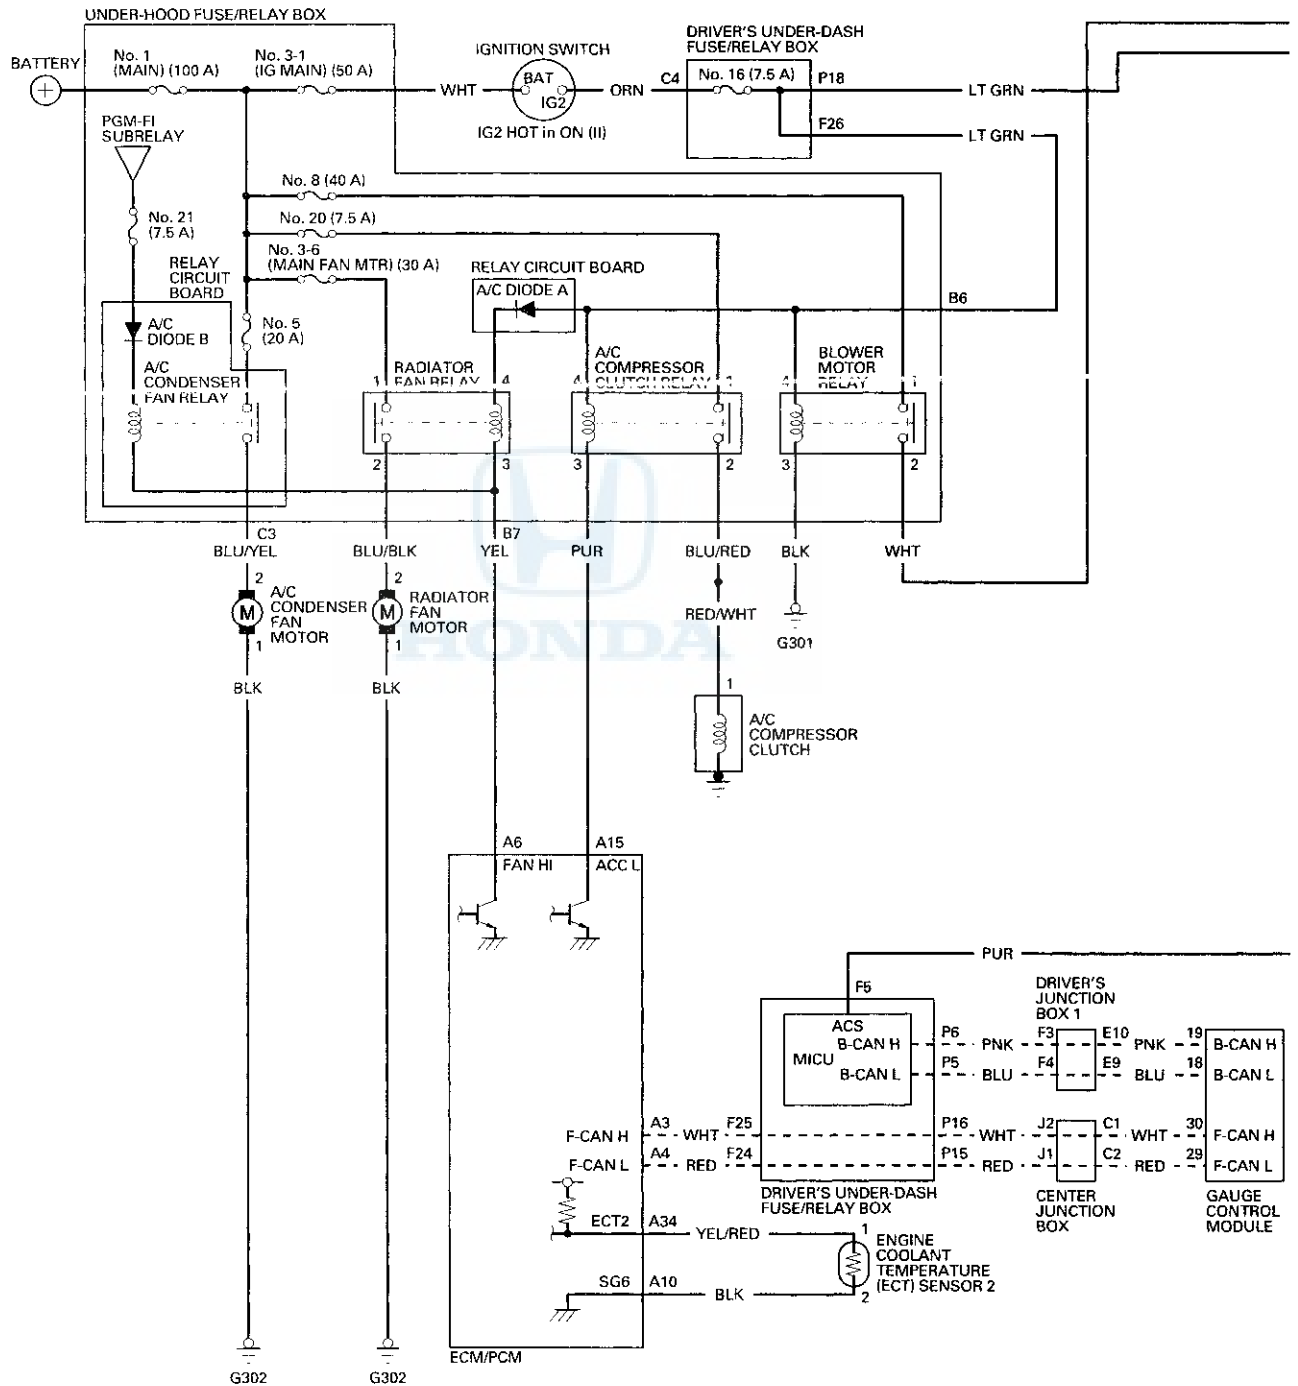 UNDER-HOOD FUSE/RELAY BOX
BATTERY
No. 1
(MAIN) (100 A)
No. 3-1
(IG MAIN) (50 A)
WHT
IGNITION SWITCH
BAT
IG2
IG2 HOT in ON (II)
ORN
C4
DRIVER'S UNDER-DASH
FUSE/RELAY BOX
No. 16 (7.5 A)
P18
LT GRN
F26
LT GRN
PGM-FI
SUBRELAY
No. 21
(7.5 A)
No. 8 (40 A)
No. 20 (7.5 A)
No. 3-6
(MAIN FAN MTR) (30 A)
RELAY
CIRCUIT
BOARD
RELAY CIRCUIT BOARD
A/C DIODE A
B6
A/C
DIODE B
No. 5
(20 A)
A/C
CONDENSER
FAN RELAY
RADIATOR
FAN RELAY
1
4
2
3
A/C
COMPRESSOR
CLUTCH RELAY
4
1
3
2
BLOWER
MOTOR
RELAY
4
1
3
2
C3
B7
BLU/YEL
BLU/BLK
YEL
PUR
BLU/RED
BLK
WHT
2
M
1
A/C
CONDENSER
FAN
MOTOR
2
M
1
RADIATOR
FAN
MOTOR
RED/WHT
G301
HONDA
BLK
BLK
1
A/C
COMPRESSOR
CLUTCH
A6
A15
FAN HI
ACC L
PUR
F5
ACS
MICU
B-CAN H
B-CAN L
P6
PNK
F3
E10
PNK
19
B-CAN H
P5
BLU
F4
E9
BLU
18
B-CAN L
DRIVER'S
JUNCTION
BOX 1
F-CAN H
A3
WHT
F25
P16
WHT
J2
C1
WHT
30
F-CAN H
F-CAN L
A4
RED
F24
P15
RED
J1
C2
RED
29
F-CAN L
DRIVER'S UNDER-DASH
FUSE/RELAY BOX
CENTER
JUNCTION
BOX
GAUGE
CONTROL
MODULE
ECT2
A34
YEL/RED
1
ENGINE
COOLANT
TEMPERATURE
(ECT) SENSOR 2
SG6
A10
BLK
2
ECM/PCM
G302
G302